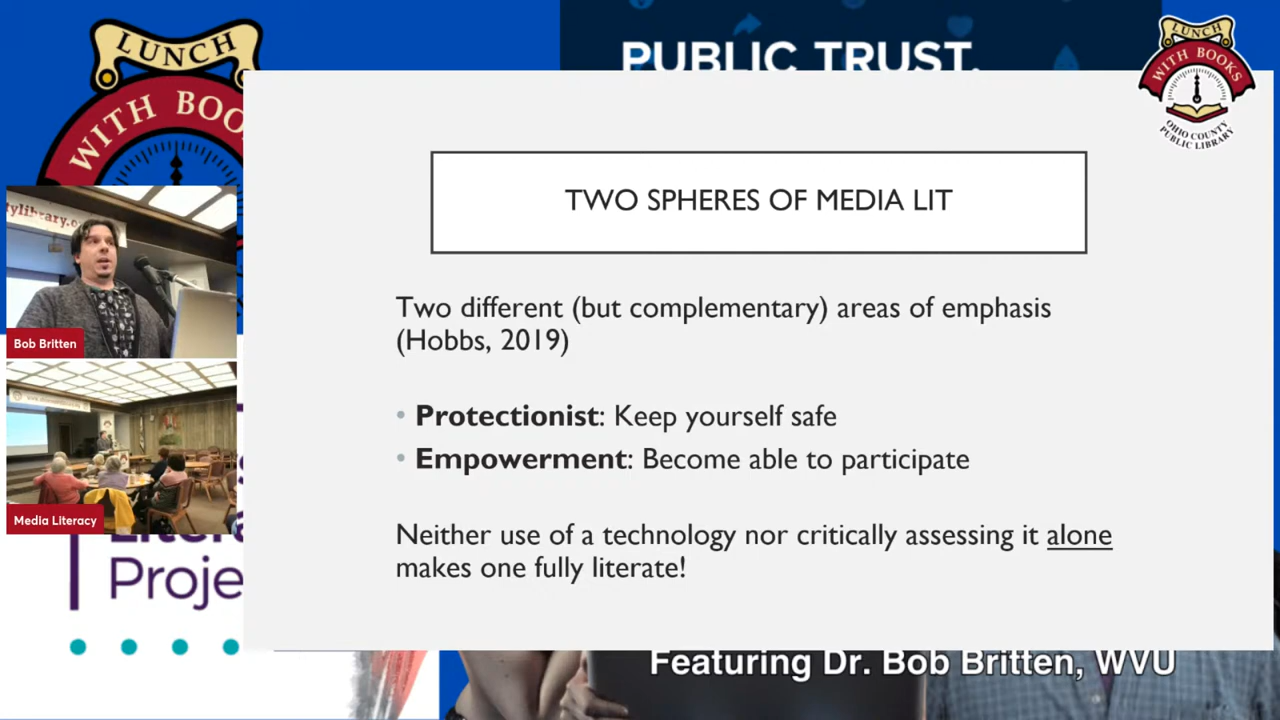 LUNCH
WITH BOO
PUBLIC TRUST.
LUNCH
WITH BOOKS
OHIO COUNTY
PUBLIC LIBRARY
TWO SPHERES OF MEDIA LIT
Two different (but complementary) areas of emphasis
(Hobbs, 2019)
• Protectionist: Keep yourself safe
• Empowerment: Become able to participate
Neither use of a technology nor critically assessing it alone
makes one fully literate!
Bob Britten
Media Literacy
Proje
Featuring Dr. Bob Britten, WVU